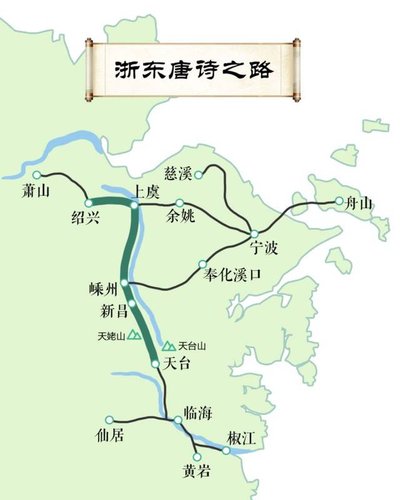 浙东唐诗之路
慈溪
萧山
上虞
舟山
绍兴
余姚
宁波
奉化溪口
嵊州
新昌
天姥山
天台山
天台
临海
仙居
椒江
黄岩